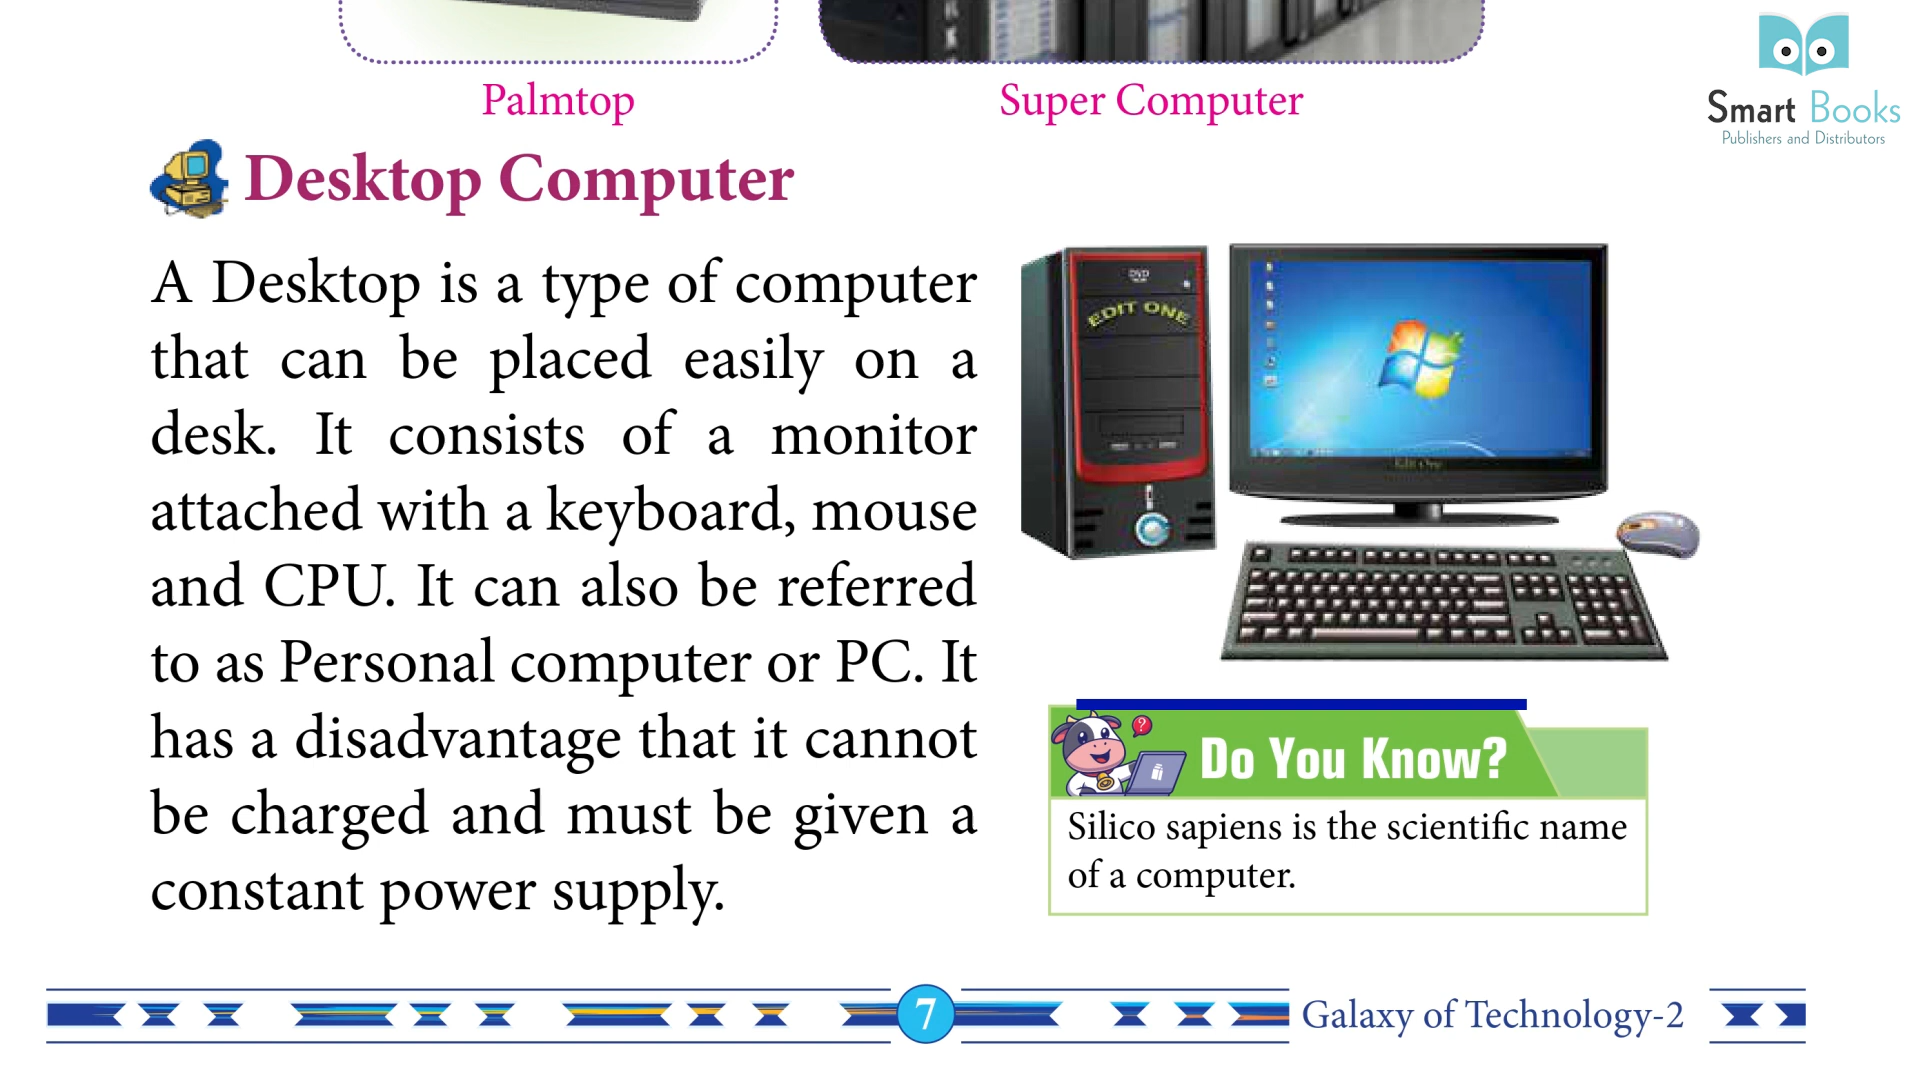 Palmtop
Super Computer
Smart Books
Publishers and Distributors
Desktop Computer
A Desktop is a type of computer
that can be placed easily on a
desk. It consists of a monitor
attached with a keyboard, mouse
and CPU. It can also be referred
to as Personal computer or PC. It
has a disadvantage that it cannot
be charged and must be given a
constant power supply.
DVD
EDIT ONE
Edit One
?
Do You Know?
Silico sapiens is the scientific name
of a computer.
7
Galaxy of Technology-2